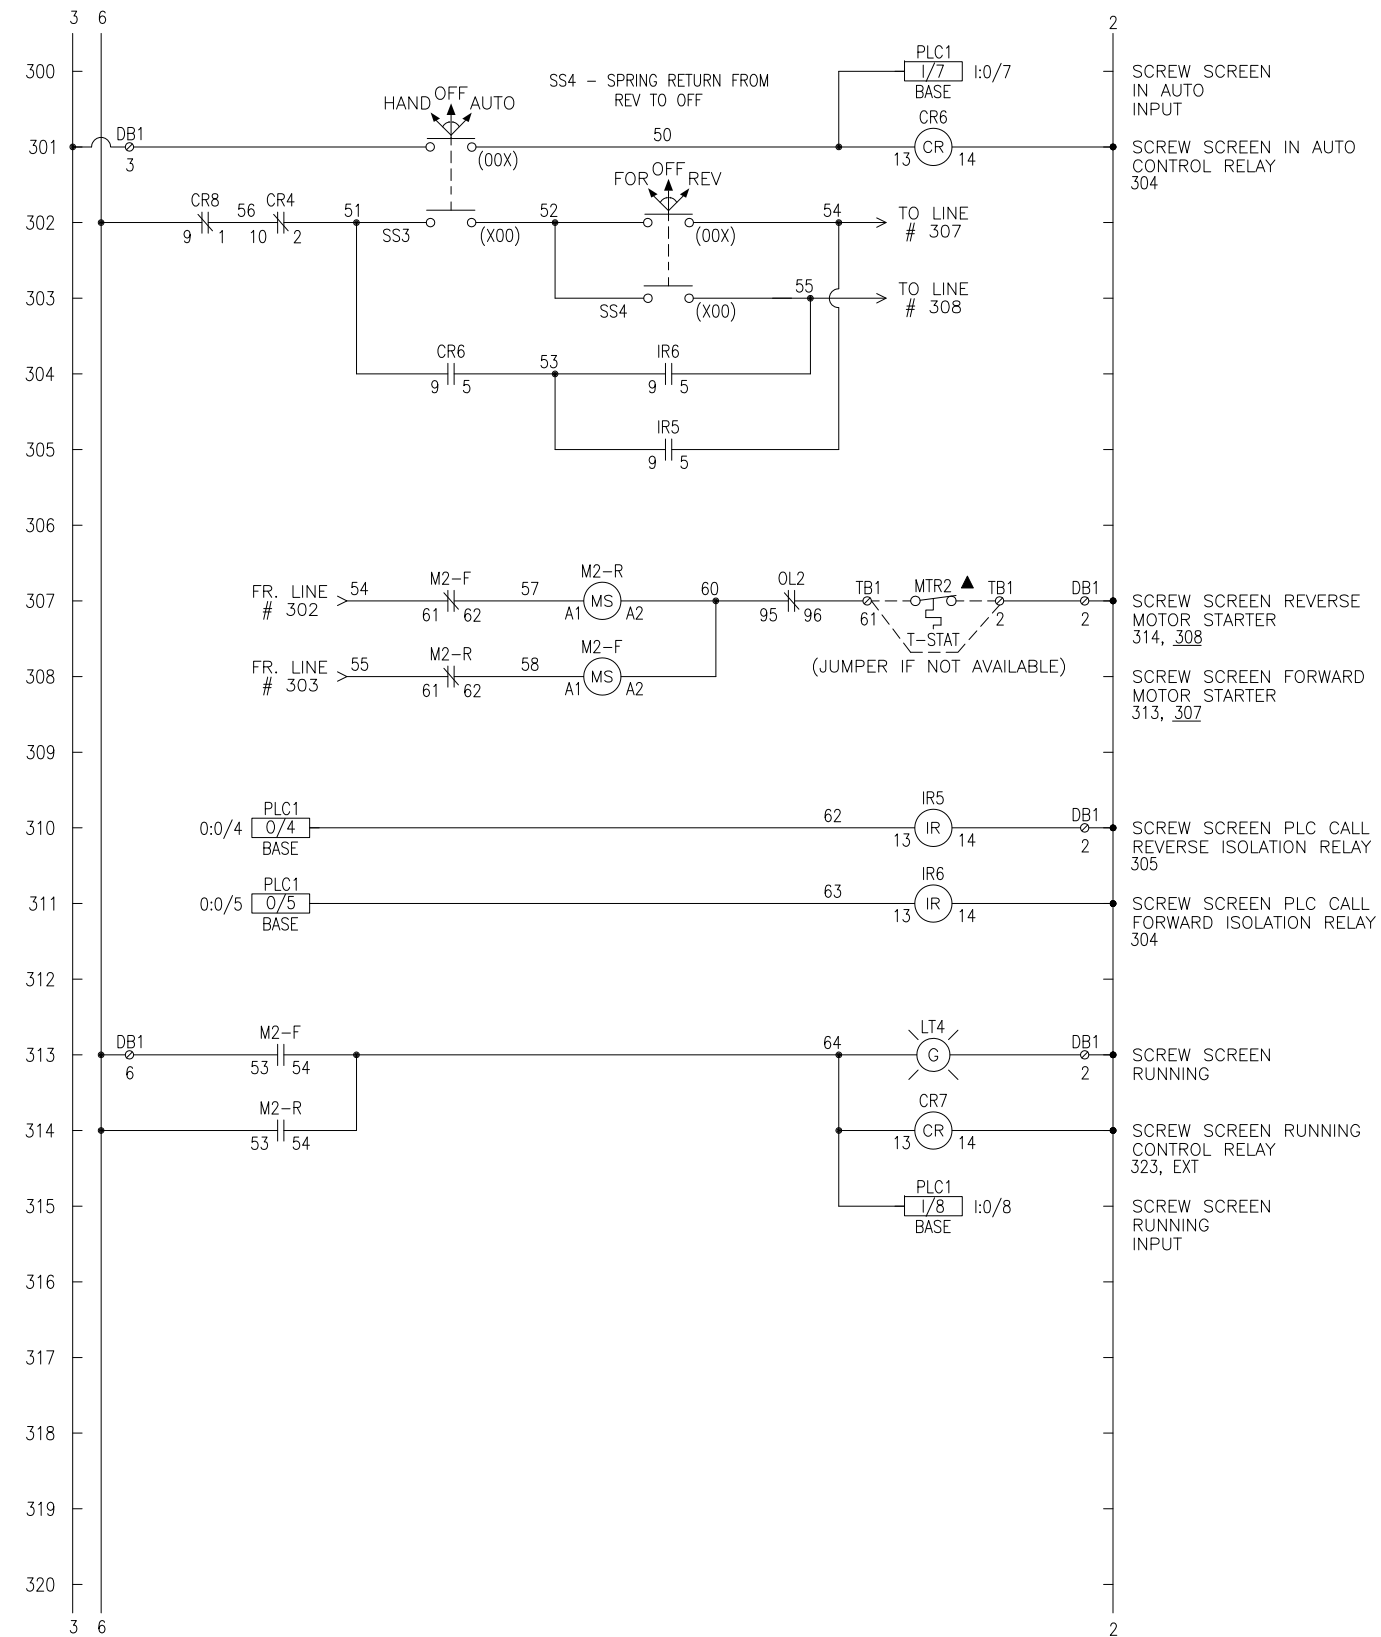 3 6
2
300
PLC1
I/7 I:0/7
BASE
SCREW SCREEN
IN AUTO
INPUT
SS4 - SPRING RETURN FROM
REV TO OFF
HAND OFF AUTO
301
DB1
3
(00X)
50
CR6
13 CR 14
SCREW SCREEN IN AUTO
CONTROL RELAY
304
FOR OFF REV
302
CR8
9 1
56
CR4
10 2
51
SS3
(X00)
52
(00X)
54
TO LINE
# 307
303
SS4
(X00)
55
TO LINE
# 308
304
CR6
9 5
53
IR6
9 5
305
IR5
9 5
306
307
FR. LINE
# 302
54
M2-F
61 62
57
M2-R
A1 MS A2
60
OL2
95 96
TB1
61
MTR2 ▲
T-STAT
TB1
2
DB1
2
(JUMPER IF NOT AVAILABLE)
SCREW SCREEN REVERSE
MOTOR STARTER
314, 308
308
FR. LINE
# 303
55
M2-R
61 62
58
M2-F
A1 MS A2
SCREW SCREEN FORWARD
MOTOR STARTER
313, 307
309
310
PLC1
O:0/4 O/4
BASE
62
IR5
13 IR 14
DB1
2
SCREW SCREEN PLC CALL
REVERSE ISOLATION RELAY
305
311
PLC1
O:0/5 O/5
BASE
63
IR6
13 IR 14
SCREW SCREEN PLC CALL
FORWARD ISOLATION RELAY
304
312
313
DB1
6
M2-F
53 54
64
LT4
G
DB1
2
SCREW SCREEN
RUNNING
314
M2-R
53 54
CR7
13 CR 14
SCREW SCREEN RUNNING
CONTROL RELAY
323, EXT
315
PLC1
I/8 I:0/8
BASE
SCREW SCREEN
RUNNING
INPUT
316
317
318
319
320
3 6
2